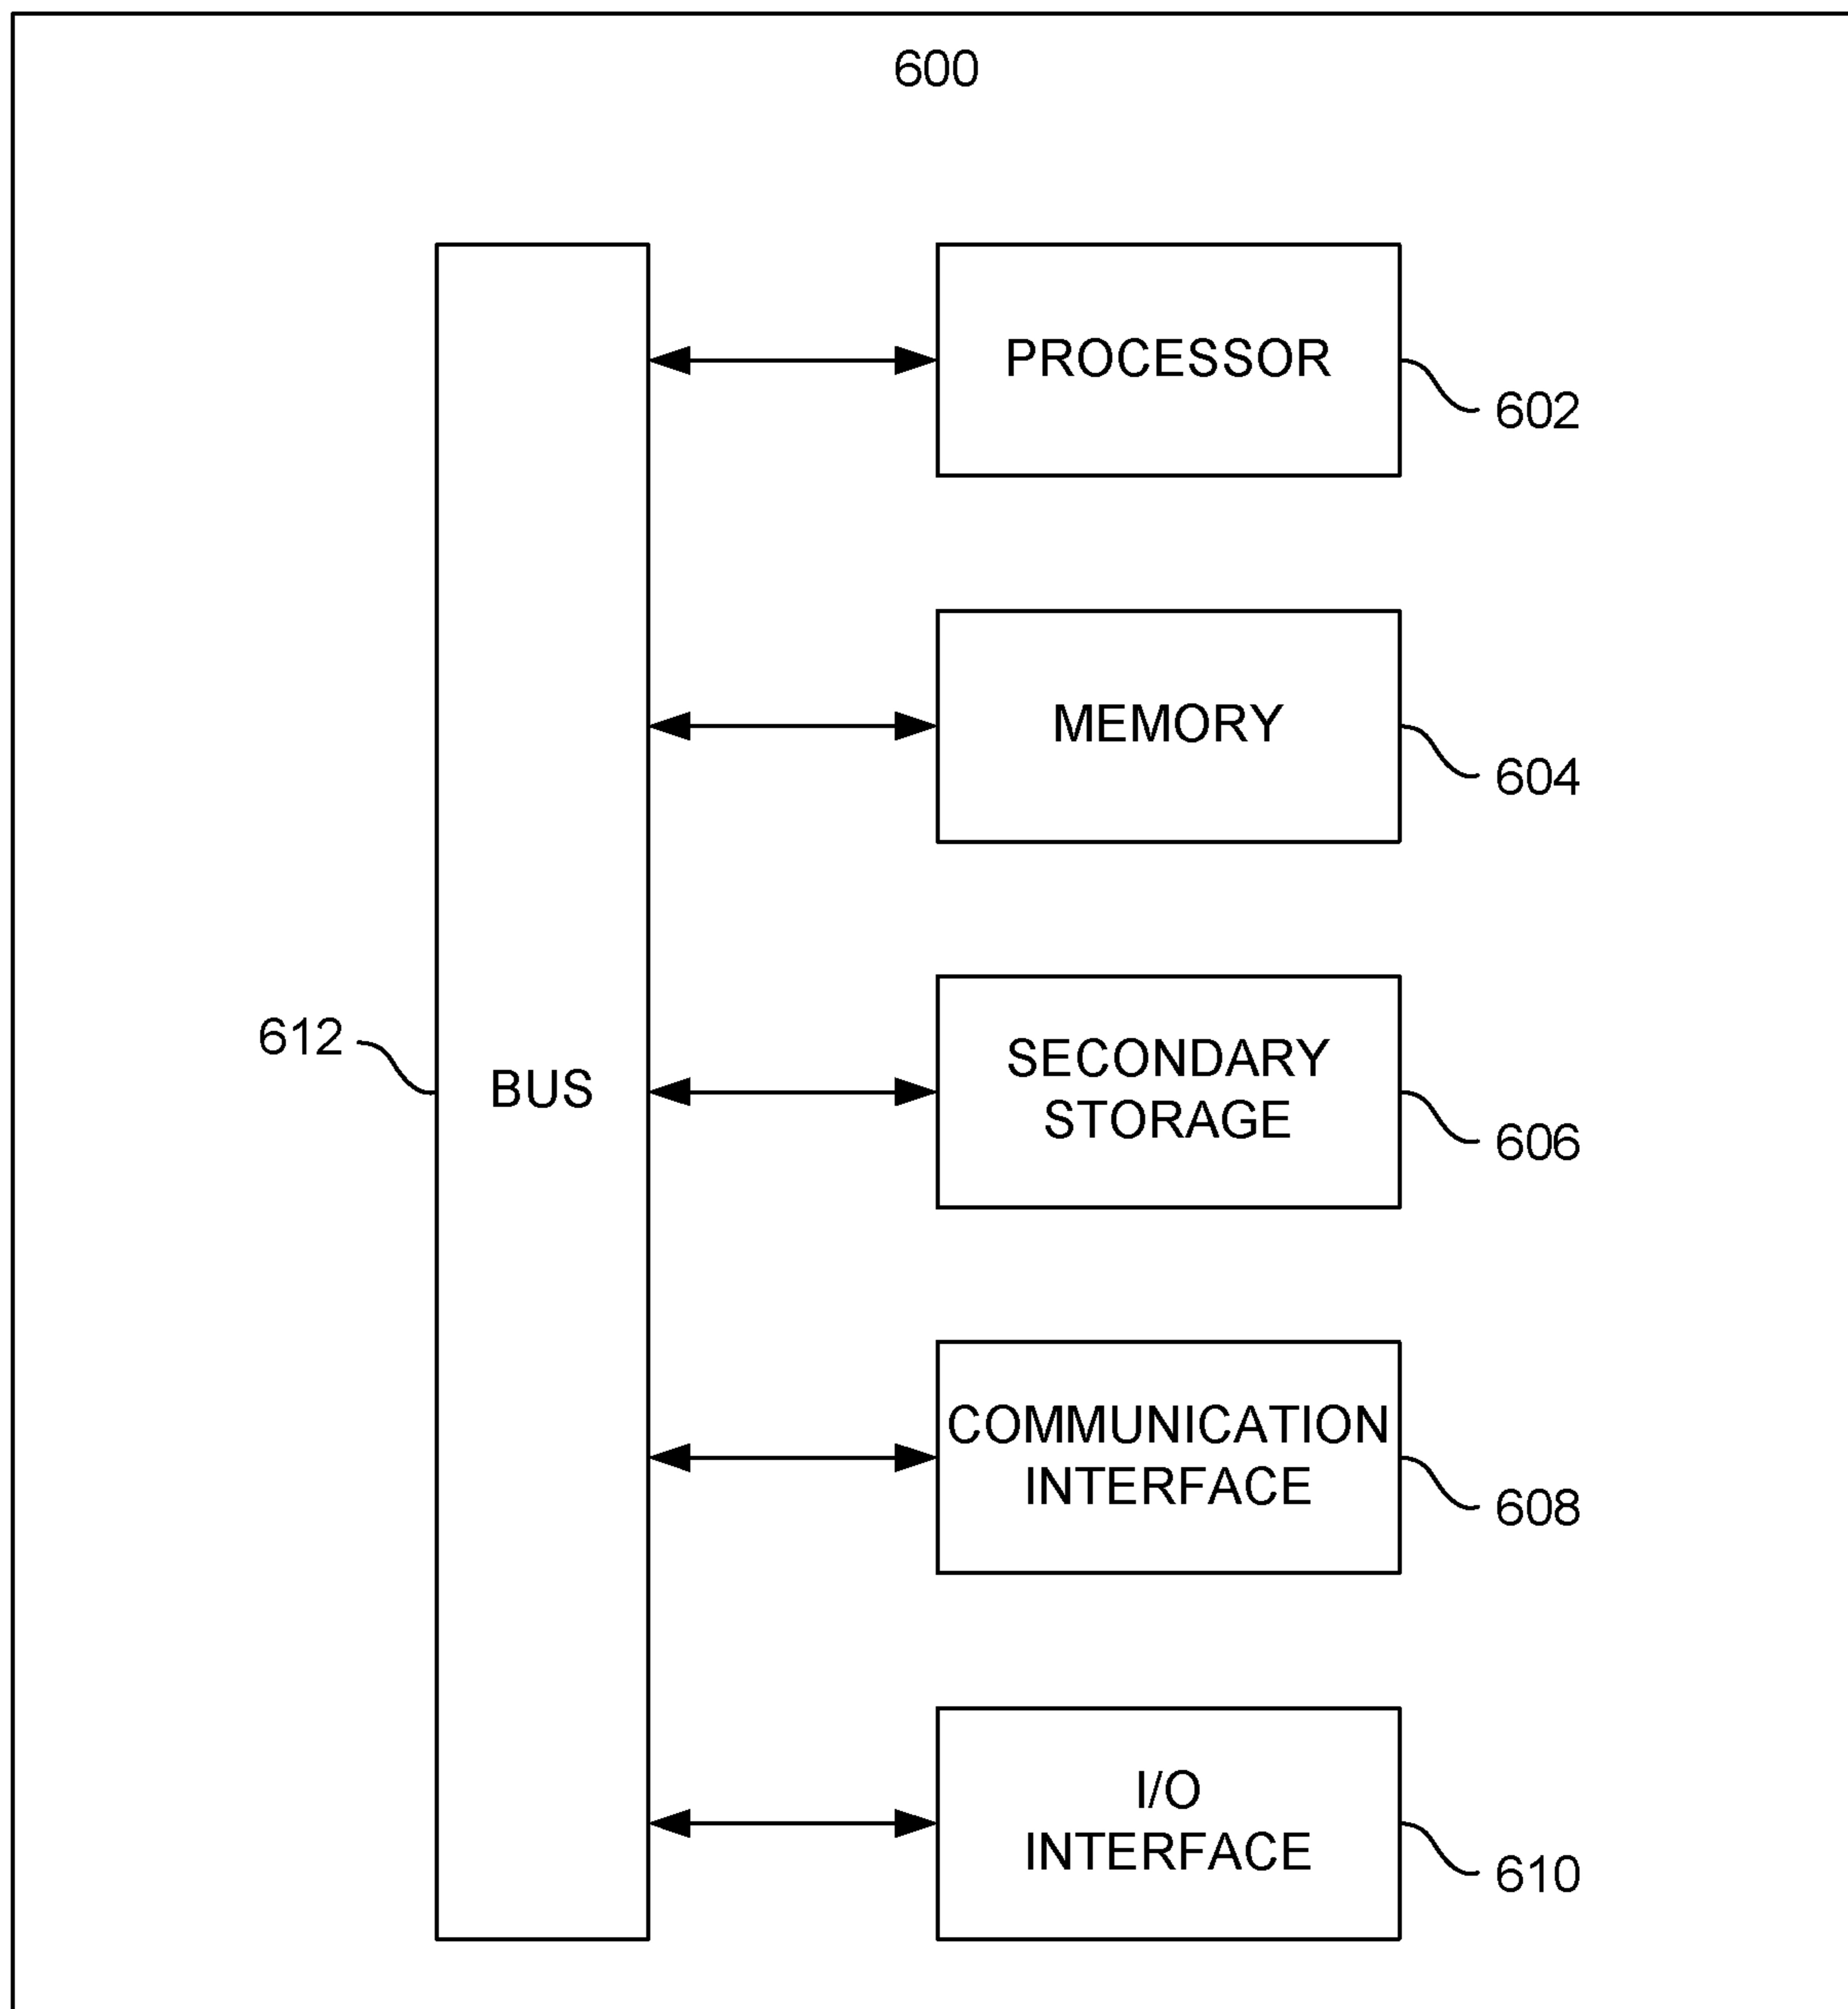 600
PROCESSOR
602
MEMORY
604
612
BUS
SECONDARY
STORAGE
606
COMMUNICATION
INTERFACE
608
I/O
INTERFACE
610